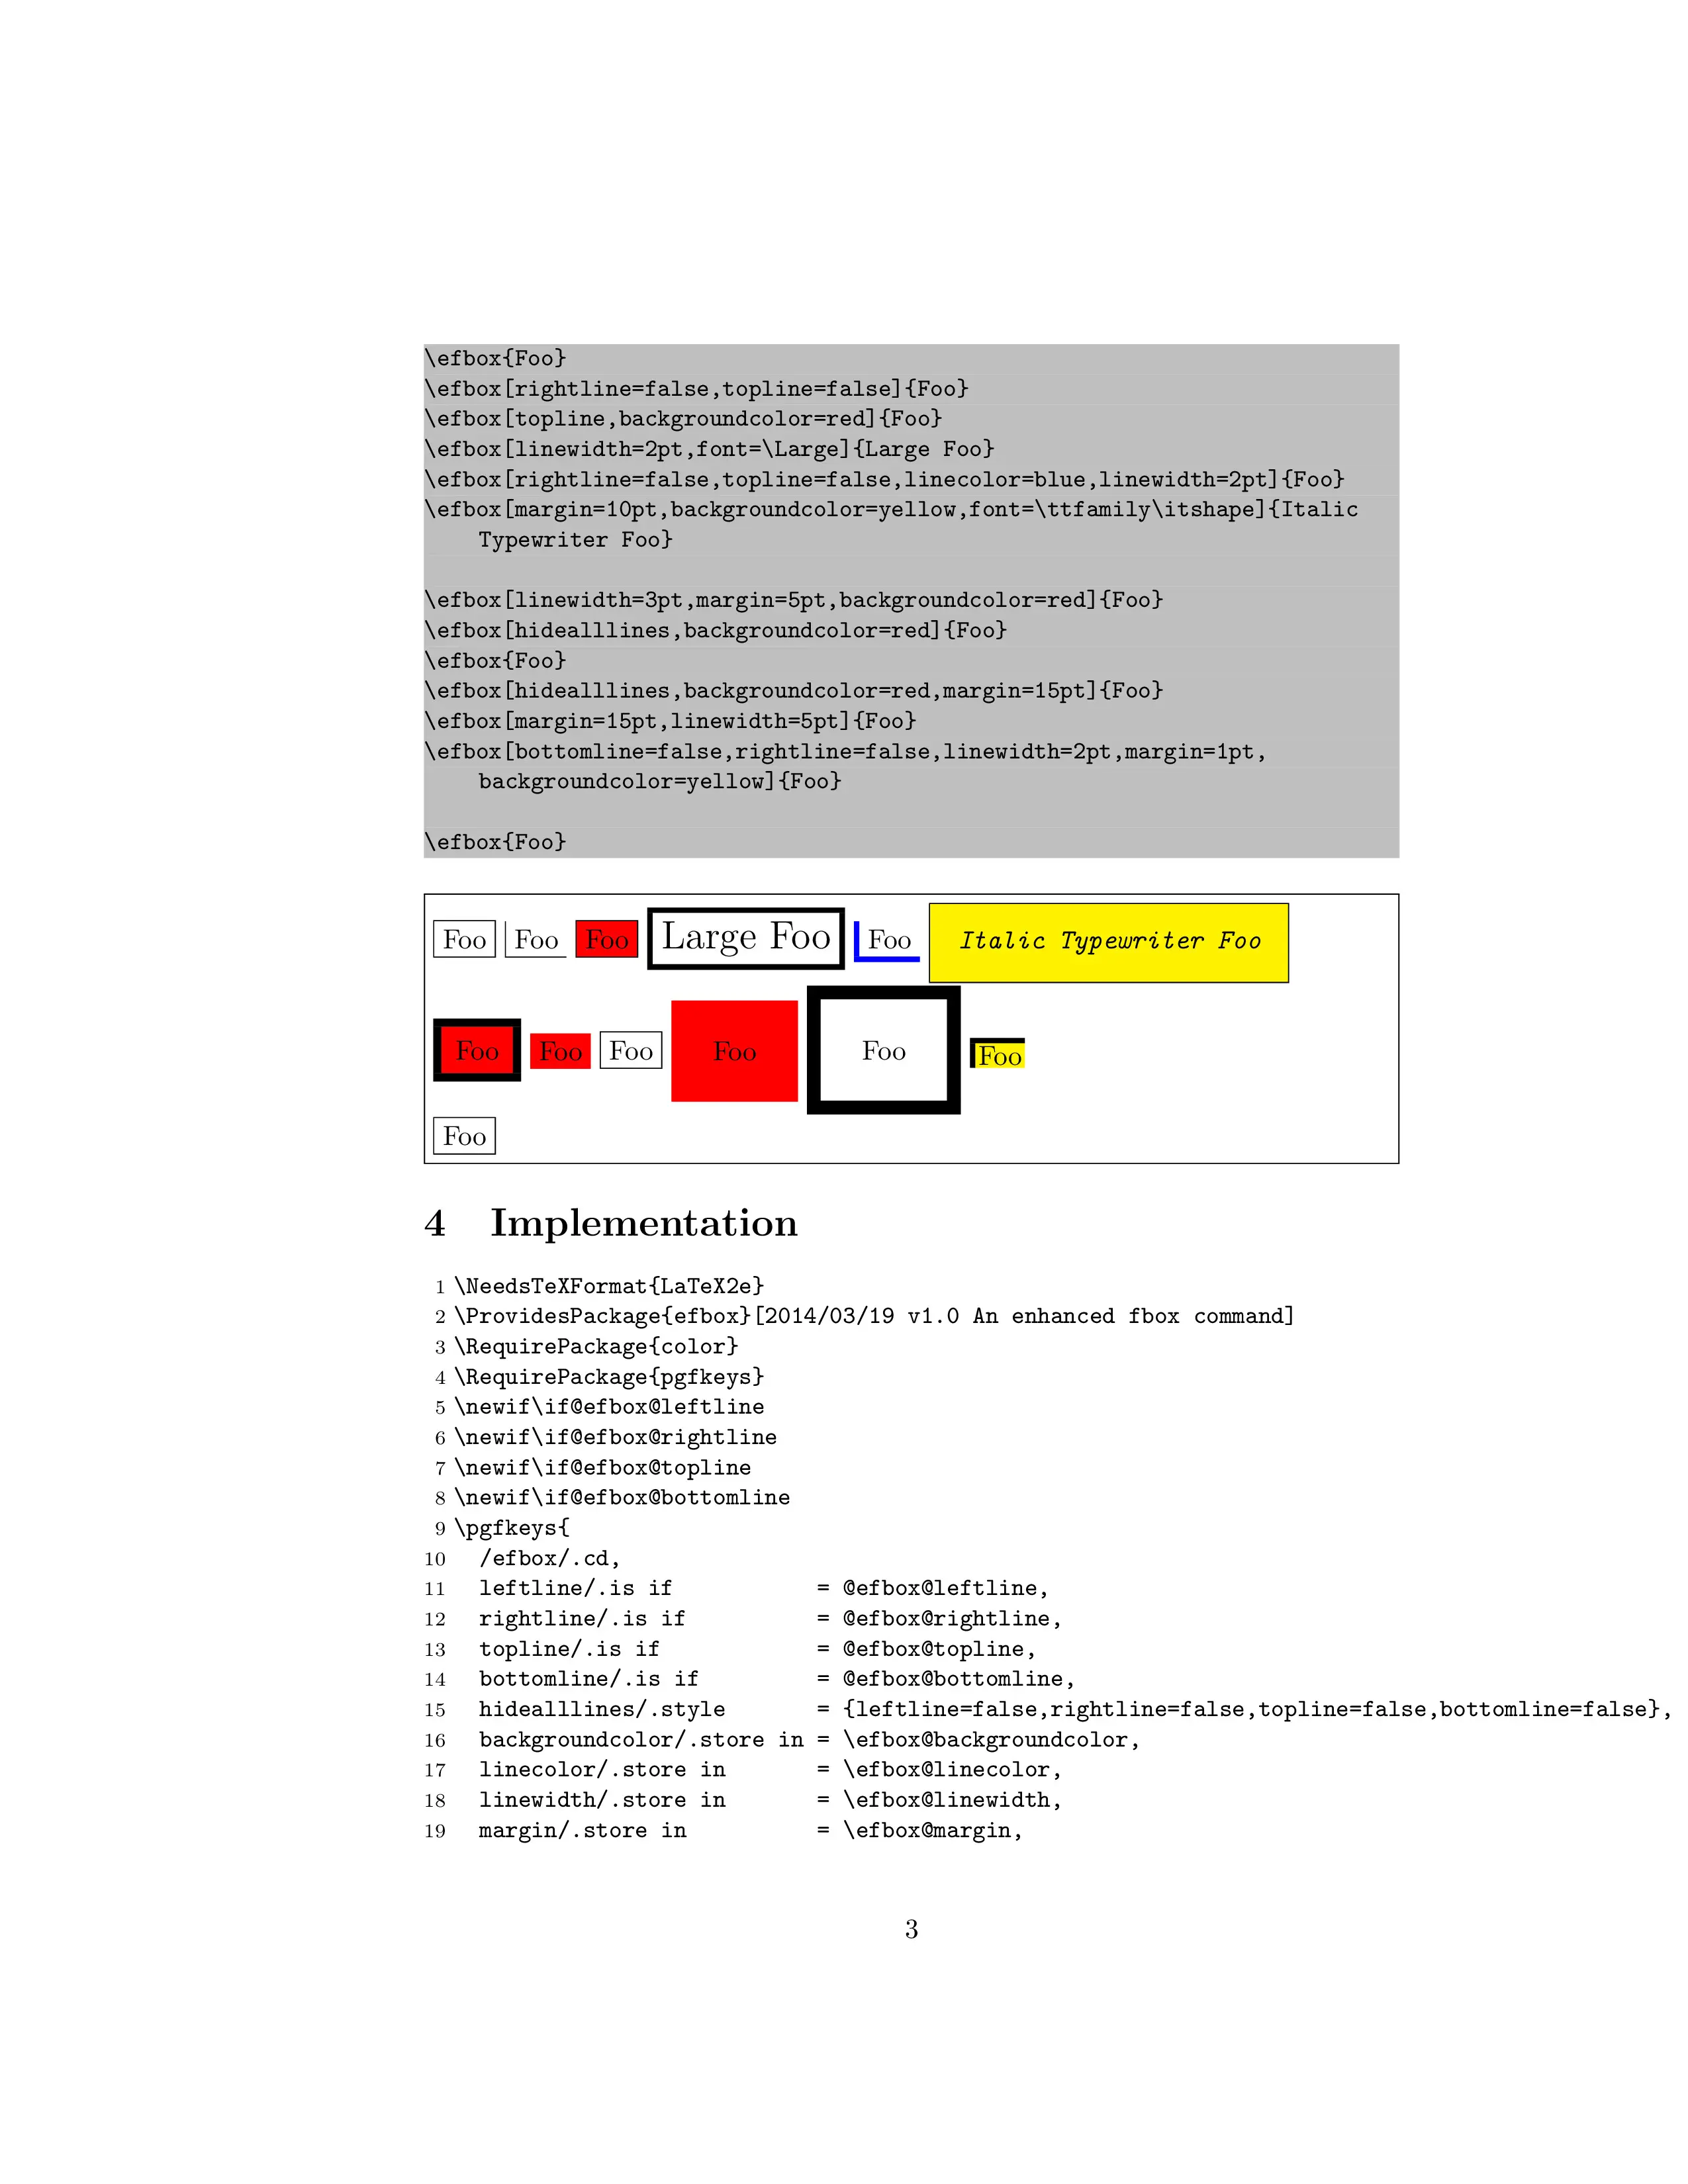 \efbox{Foo}
\efbox[rightline=false,topline=false]{Foo}
\efbox[topline,backgroundcolor=red]{Foo}
\efbox[linewidth=2pt,font=\Large]{Large Foo}
\efbox[rightline=false,topline=false,linecolor=blue,linewidth=2pt]{Foo}
\efbox[margin=10pt,backgroundcolor=yellow,font=\ttfamily\itshape]{Italic
Typewriter Foo}
\efbox[linewidth=3pt,margin=5pt,backgroundcolor=red]{Foo}
\efbox[hidealllines,backgroundcolor=red]{Foo}
\efbox{Foo}
\efbox[hidealllines,backgroundcolor=red,margin=15pt]{Foo}
\efbox[margin=15pt,linewidth=5pt]{Foo}
\efbox[bottomline=false,rightline=false,linewidth=2pt,margin=1pt,
backgroundcolor=yellow]{Foo}
\efbox{Foo}
Foo Foo Foo Large Foo Foo Italic Typewriter Foo
Foo Foo Foo Foo Foo Foo
Foo
4 Implementation
1 \NeedsTeXFormat{LaTeX2e}
2 \ProvidesPackage{efbox}[2014/03/19 v1.0 An enhanced fbox command]
3 \RequirePackage{color}
4 \RequirePackage{pgfkeys}
5 \newif\if@efbox@leftline
6 \newif\if@efbox@rightline
7 \newif\if@efbox@topline
8 \newif\if@efbox@bottomline
9 \pgfkeys{
10 /efbox/.cd,
11 leftline/.is if = @efbox@leftline,
12 rightline/.is if = @efbox@rightline,
13 topline/.is if = @efbox@topline,
14 bottomline/.is if = @efbox@bottomline,
15 hidealllines/.style = {leftline=false,rightline=false,topline=false,bottomline=false},
16 backgroundcolor/.store in = \efbox@backgroundcolor,
17 linecolor/.store in = \efbox@linecolor,
18 linewidth/.store in = \efbox@linewidth,
19 margin/.store in = \efbox@margin,
3